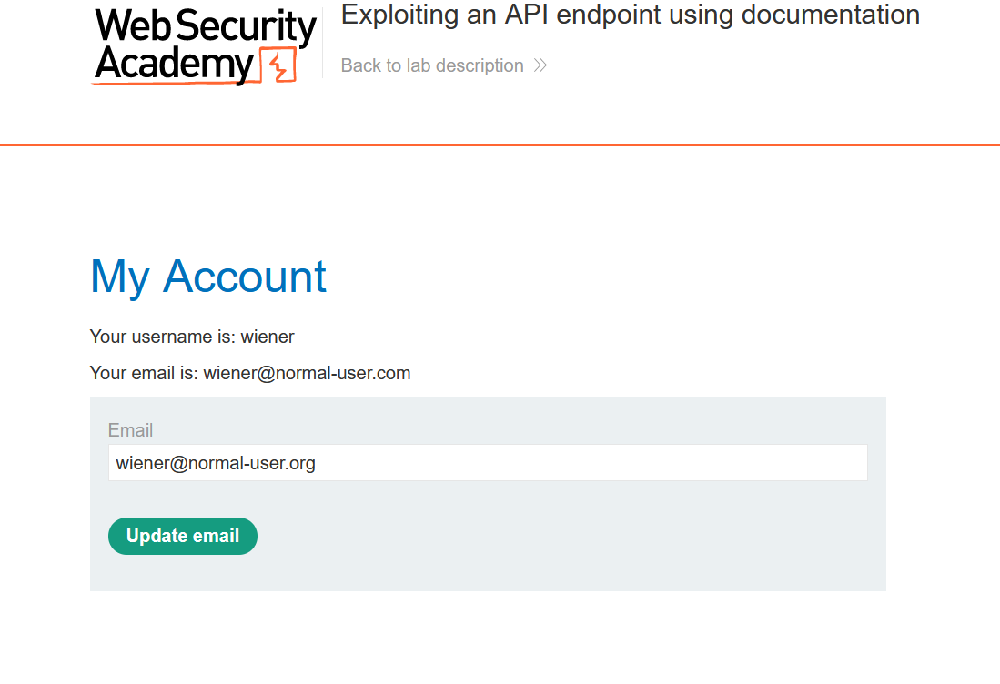 Web Security
Academy
Exploiting an API endpoint using documentation
Back to lab description
My Account
Your username is: wiener
Your email is: wiener@normal-user.com
Email
wiener@normal-user.org
Update email